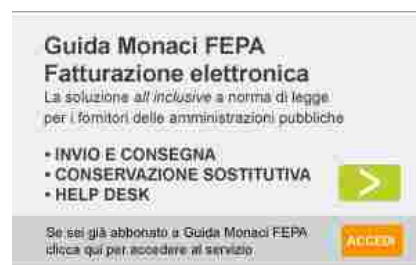 Guida Monaci FEPA
Fatturazione elettronica
La soluzione all inclusive a norma di legge
per i fornitori delle amministrazioni pubbliche
• INVIO E CONSEGNA
• CONSERVAZIONE SOSTITUTIVA
• HELP DESK
>
Se sei già abbonato a Guida Monaci FEPA
clicca qui per accedere al servizio
ACCEDI